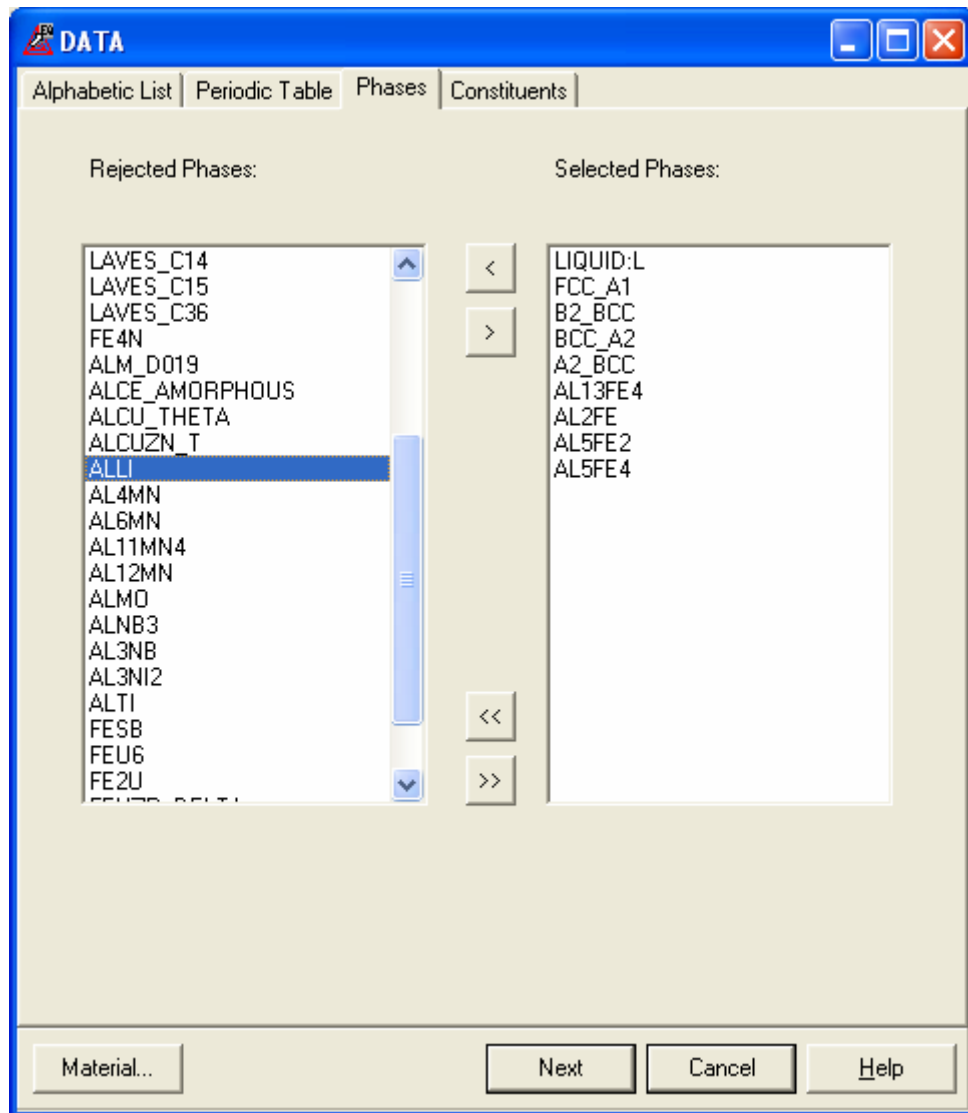 DATA
Alphabetic List Periodic Table Phases Constituents
Rejected Phases:
Selected Phases:
LAVES_C14
LAVES_C15
LAVES_C36
FE4N
ALM_D019
ALCE_AMORPHOUS
ALCU_THETA
ALCUZN_T
ALLI
AL4MN
AL6MN
AL11MN4
AL12MN
ALMO
ALNB3
AL3NB
AL3NI2
ALTI
FESB
FEU6
FE2U
<
>
<<
>>
LIQUID:L
FCC_A1
B2_BCC
BCC_A2
A2_BCC
AL13FE4
AL2FE
AL5FE2
AL5FE4
Material... Next Cancel Help